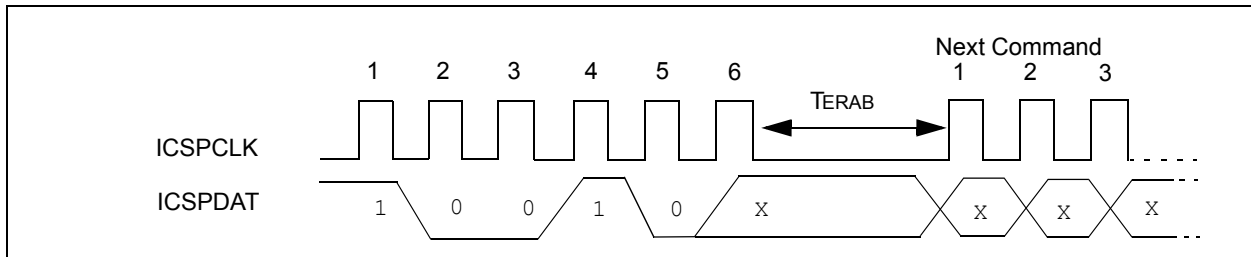 Next Command
1 2 3 4 5 6 1 2 3
TERAB
ICSPCLK
ICSPDAT
1 0 0 1 0 X X X X